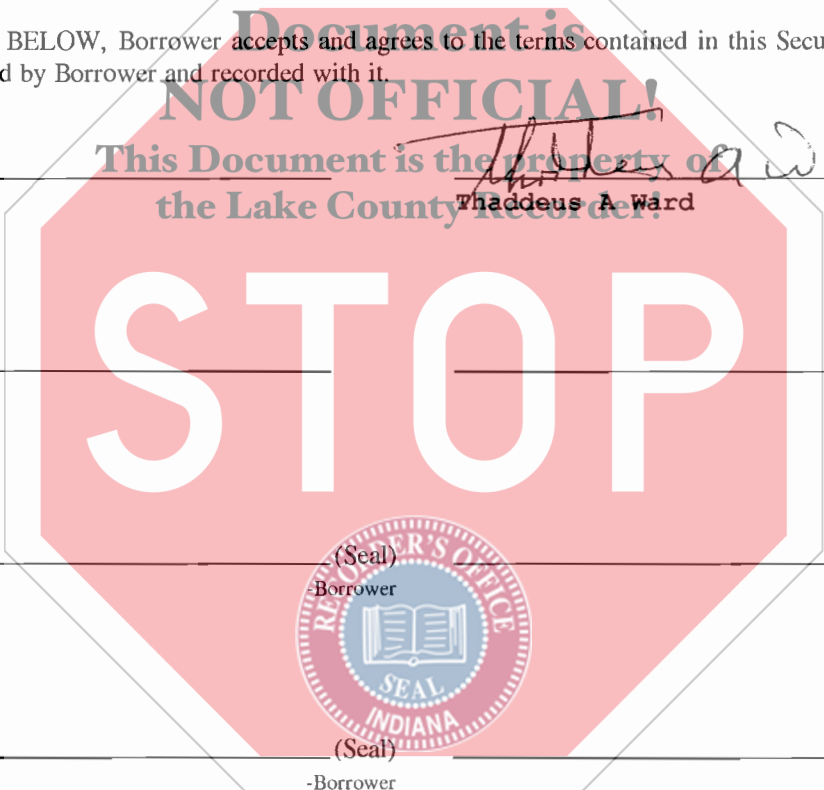 Document is
BELOW, Borrower accepts and agrees to the terms contained in this Secu
d by Borrower and recorded with it.
NOT OFFICIAL!
This Document is the property of
the Lake County Recorder!
Thaddeus A W
Thaddeus A Ward
STOP
(Seal)
-Borrower
RECORDER'S OFFICE
SEAL
INDIANA
(Seal)
-Borrower